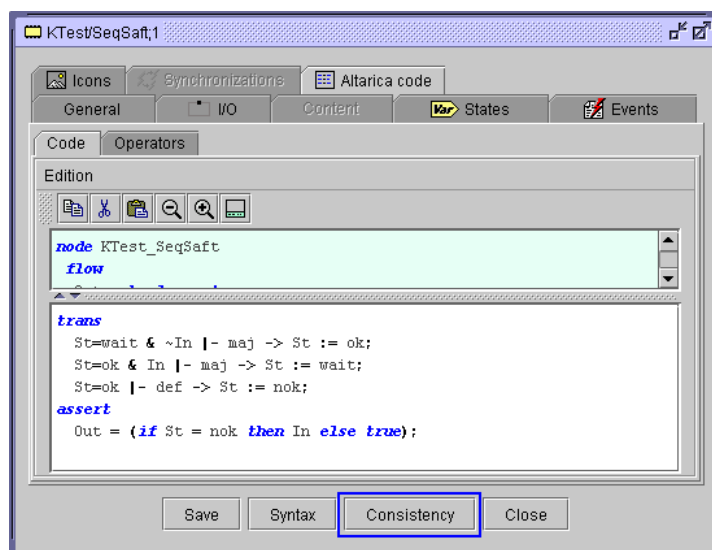 KTest/SeqSaft;1
Icons Synchronizations Altarica code
General I/O Content Var States Events
Code Operators
Edition
node KTest_SeqSaft
flow
trans
St=wait & ~In |- maj -> St := ok;
St=ok & In |- maj -> St := wait;
St=ok |- def -> St := nok;
assert
Out = (if St = nok then In else true);
Save Syntax Consistency Close